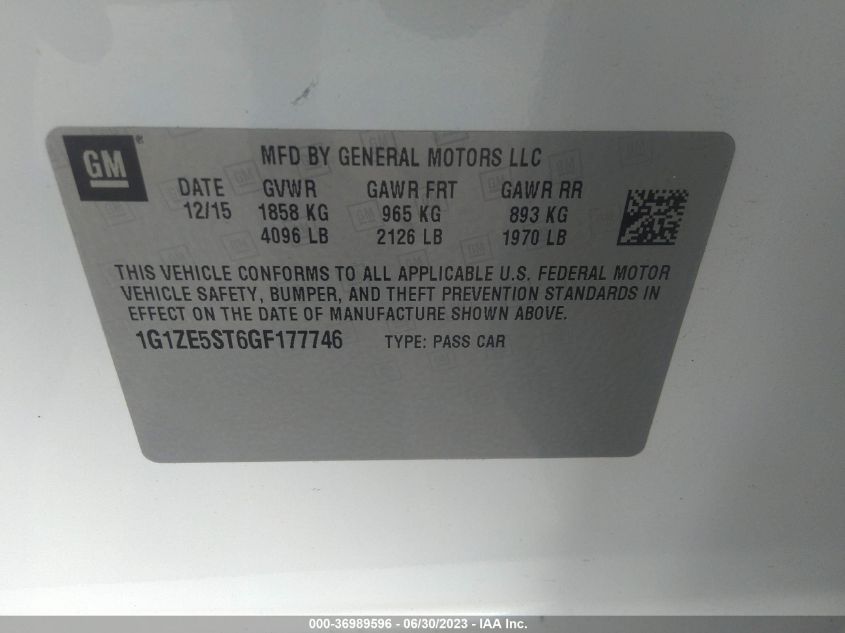 GM ®
MFD BY GENERAL MOTORS LLC
DATE GVWR GAWR FRT GAWR RR
12/15 1858 KG 965 KG 893 KG
4096 LB 2126 LB 1970 LB
THIS VEHICLE CONFORMS TO ALL APPLICABLE U.S. FEDERAL MOTOR
VEHICLE SAFETY, BUMPER, AND THEFT PREVENTION STANDARDS IN
EFFECT ON THE DATE OF MANUFACTURE SHOWN ABOVE.
1G1ZE5ST6GF177746 TYPE: PASS CAR
000-36989596 - 06/30/2023 - IAA Inc.